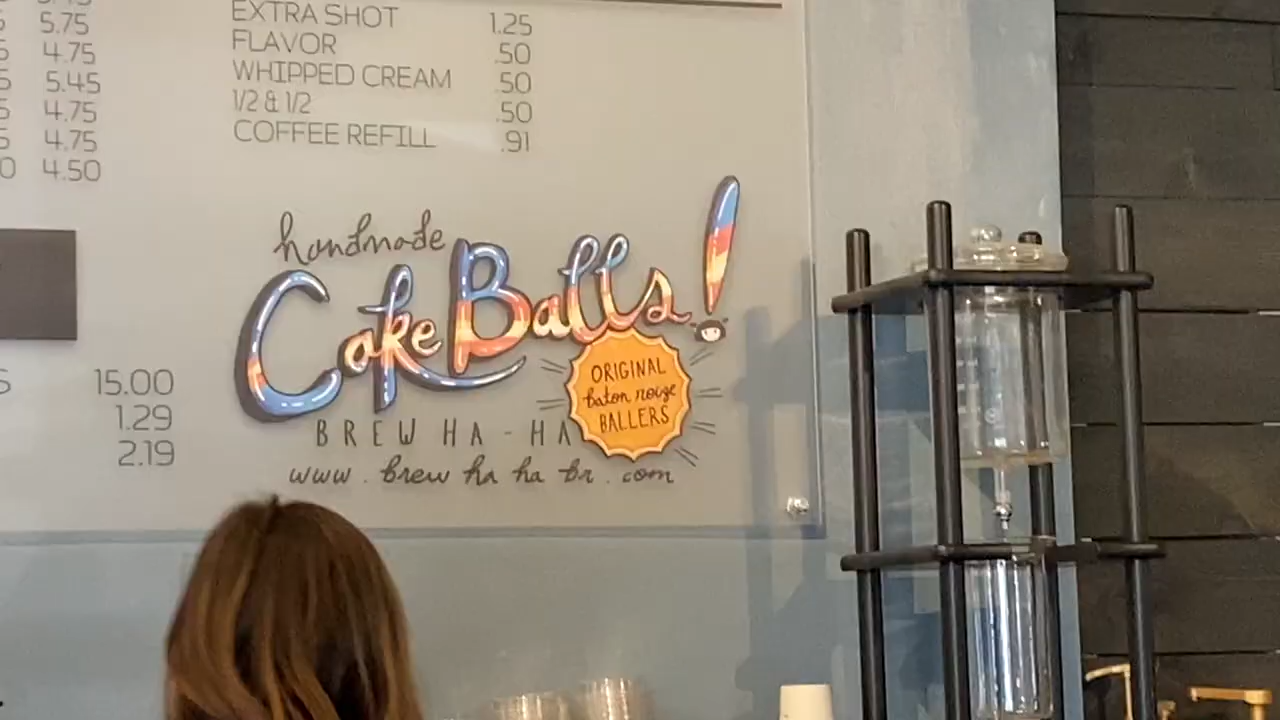 5.75
4.75
5.45
4.75
4.75
4.50
EXTRA SHOT 1.25
FLAVOR .50
WHIPPED CREAM .50
1/2 & 1/2 .50
COFFEE REFILL .91
handmade
Cake Balls!
ORIGINAL
baton rouge
BALLERS
BREW HA-HA
www.brewhahabr.com
S 15.00
1.29
2.19